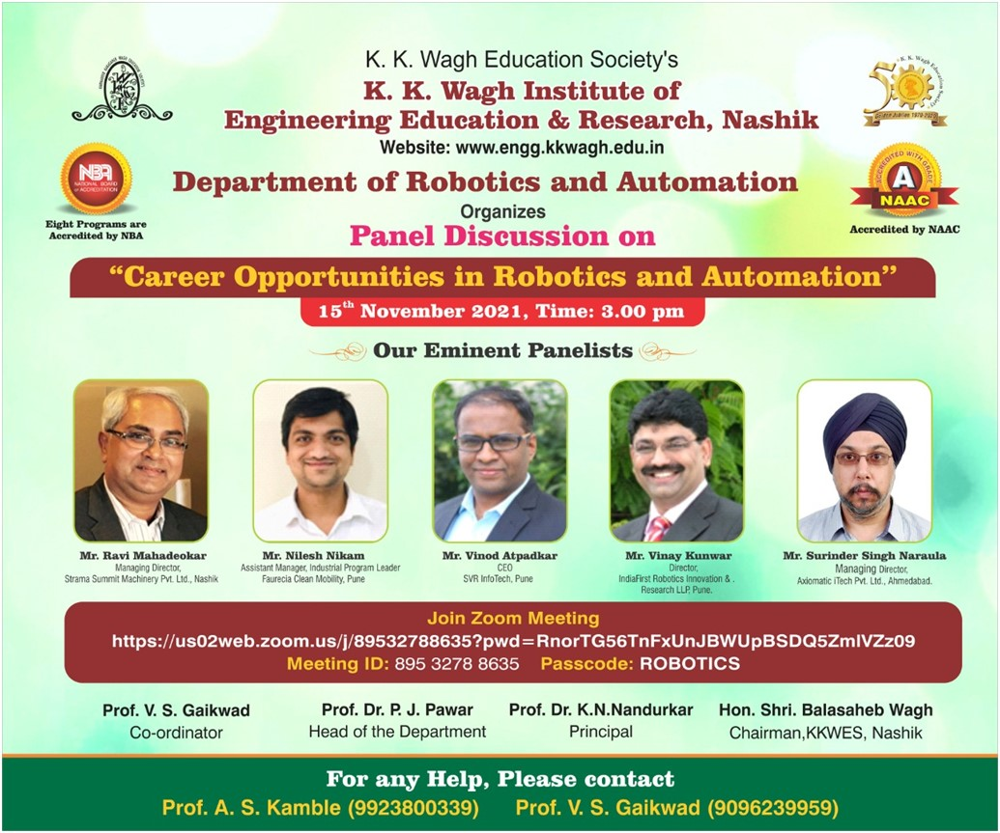 K. K. Wagh Education Society's
K. K. Wagh Institute of
Engineering Education & Research, Nashik
Website: www.engg.kkwagh.edu.in
NBA
NATIONAL BOARD
of ACCREDITATION
Eight Programs are
Accredited by NBA
50
K. K. Wagh Education Society
Golden Jubilee 1970-2020
ACCREDITED WITH GRADE
A
NAAC
Accredited by NAAC
Department of Robotics and Automation
Organizes
Panel Discussion on
“Career Opportunities in Robotics and Automation”
15th November 2021, Time: 3.00 pm
Our Eminent Panelists
Mr. Ravi Mahadeokar
Managing Director,
Strama Summit Machinery Pvt. Ltd., Nashik
Mr. Nilesh Nikam
Assistant Manager, Industrial Program Leader
Faurecia Clean Mobility, Pune
Mr. Vinod Atpadkar
CEO
SVR InfoTech, Pune
Mr. Vinay Kunwar
Director,
IndiaFirst Robotics Innovation & .
Research LLP, Pune.
Mr. Surinder Singh Naraula
Managing Director,
Axiomatic iTech Pvt. Ltd., Ahmedabad.
Join Zoom Meeting
https://us02web.zoom.us/j/89532788635?pwd=RnorTG56TnFxUnJBWUpBSDQ5ZmlVZz09
Meeting ID: 895 3278 8635 Passcode: ROBOTICS
Prof. V. S. Gaikwad
Co-ordinator
Prof. Dr. P. J. Pawar
Head of the Department
Prof. Dr. K.N.Nandurkar
Principal
Hon. Shri. Balasaheb Wagh
Chairman,KKWES, Nashik
For any Help, Please contact
Prof. A. S. Kamble (9923800339) Prof. V. S. Gaikwad (9096239959)